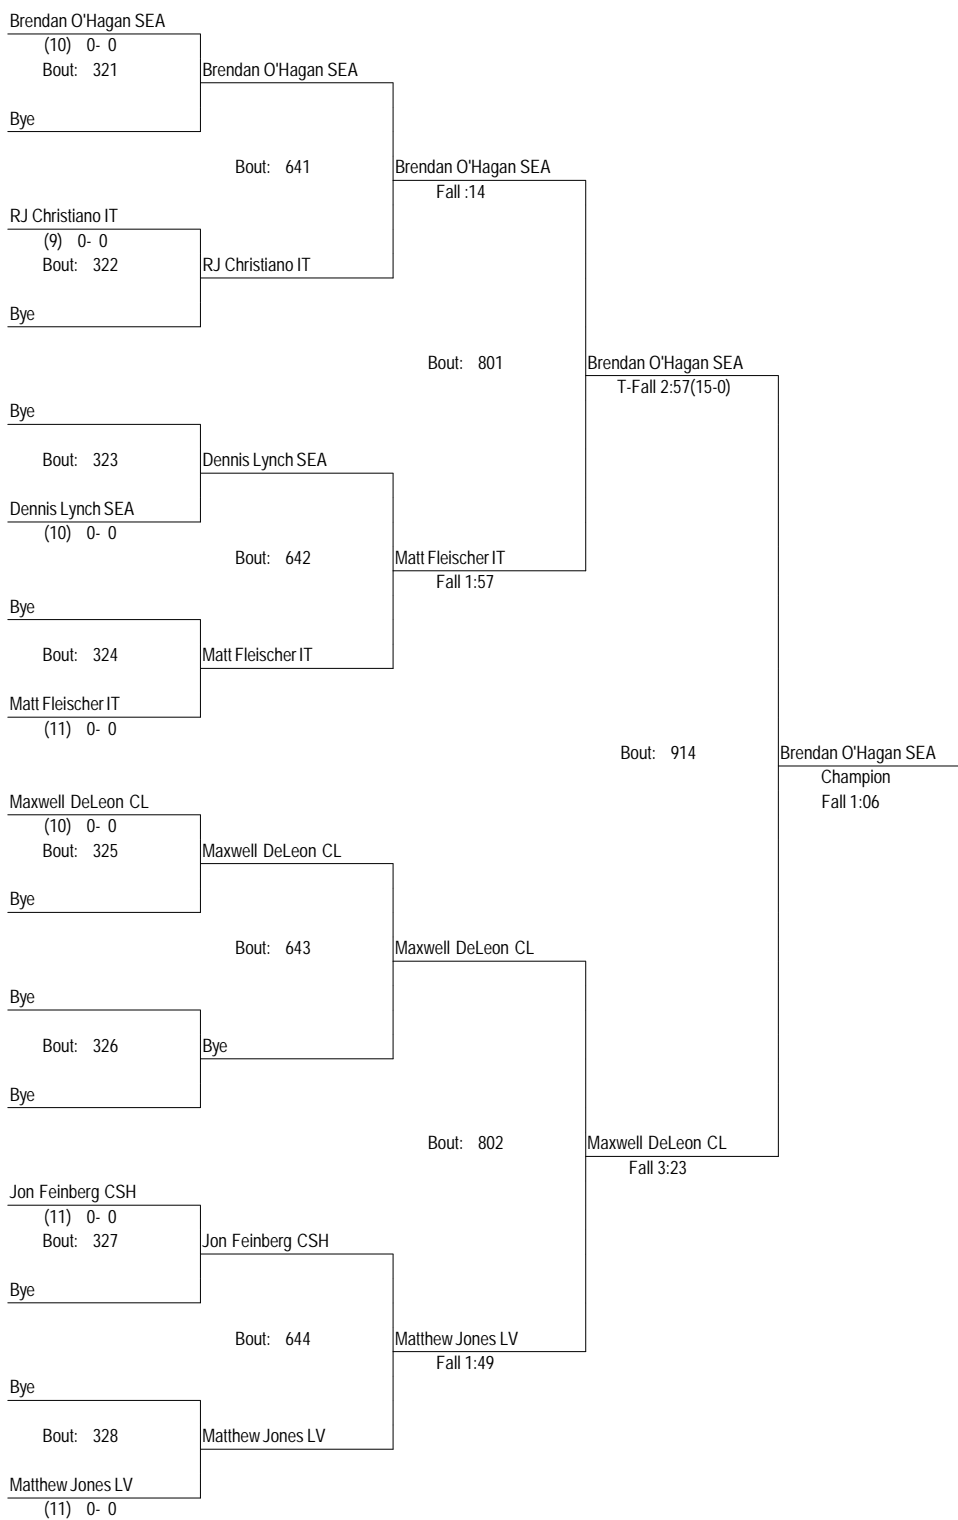 Brendan O'Hagan SEA
(10) 0- 0
Bout: 321
Brendan O'Hagan SEA
Bye
Bout: 641
Brendan O'Hagan SEA
Fall :14
RJ Christiano IT
(9) 0- 0
Bout: 322
RJ Christiano IT
Bye
Bout: 801
Brendan O'Hagan SEA
T-Fall 2:57(15-0)
Bye
Bout: 323
Dennis Lynch SEA
Dennis Lynch SEA
(10) 0- 0
Bout: 642
Matt Fleischer IT
Fall 1:57
Bye
Bout: 324
Matt Fleischer IT
Matt Fleischer IT
(11) 0- 0
Bout: 914
Brendan O'Hagan SEA
Champion
Fall 1:06
Maxwell DeLeon CL
(10) 0- 0
Bout: 325
Maxwell DeLeon CL
Bye
Bout: 643
Maxwell DeLeon CL
Bye
Bout: 326
Bye
Bye
Bout: 802
Maxwell DeLeon CL
Fall 3:23
Jon Feinberg CSH
(11) 0- 0
Bout: 327
Jon Feinberg CSH
Bye
Bout: 644
Matthew Jones LV
Fall 1:49
Bye
Bout: 328
Matthew Jones LV
Matthew Jones LV
(11) 0- 0